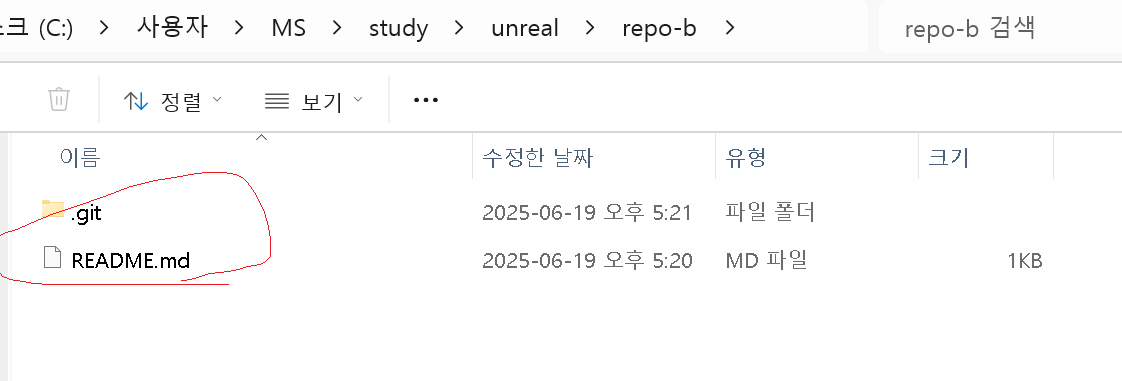 스크 (C:) > 사용자 > MS > study > unreal > repo-b > repo-b 검색
정렬 보기 •••
이름 수정한 날짜 유형 크기
.git 2025-06-19 오후 5:21 파일 폴더
README.md 2025-06-19 오후 5:20 MD 파일 1KB